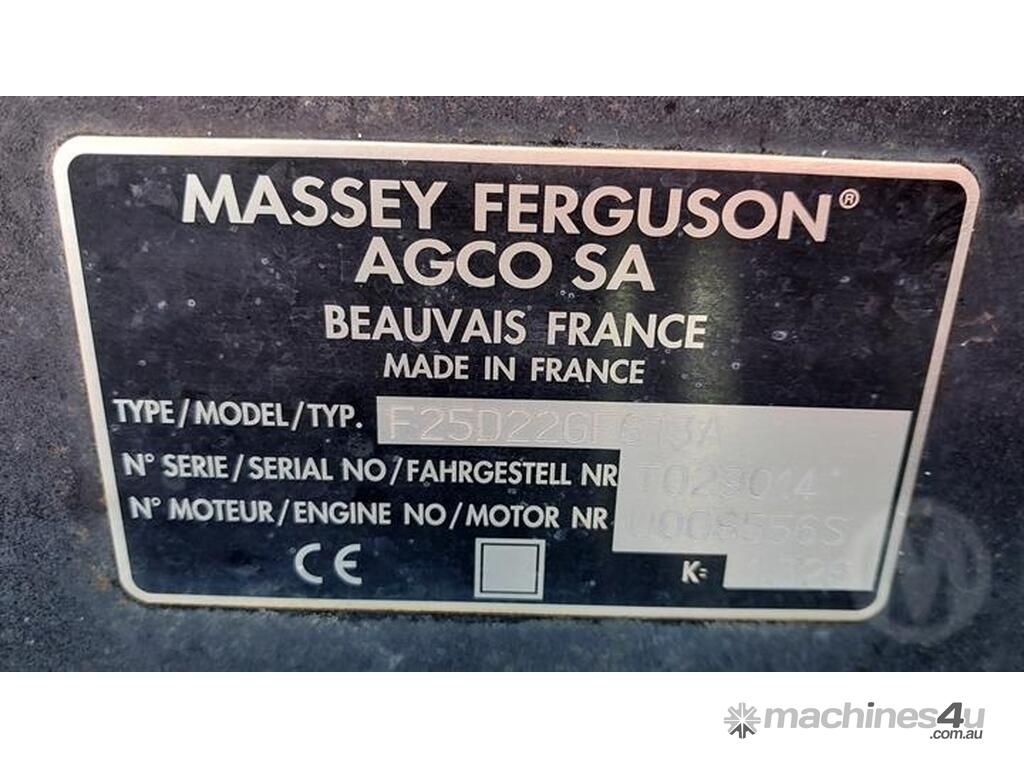 MASSEY FERGUSON®
AGCO SA
BEAUVAIS FRANCE
MADE IN FRANCE
TYPE/MODEL/TYP.
N° SERIE/SERIAL NO/FAHRGESTELL NR
N° MOTEUR/ENGINE NO/MOTOR NR
CE K=
machines4u
.com.au